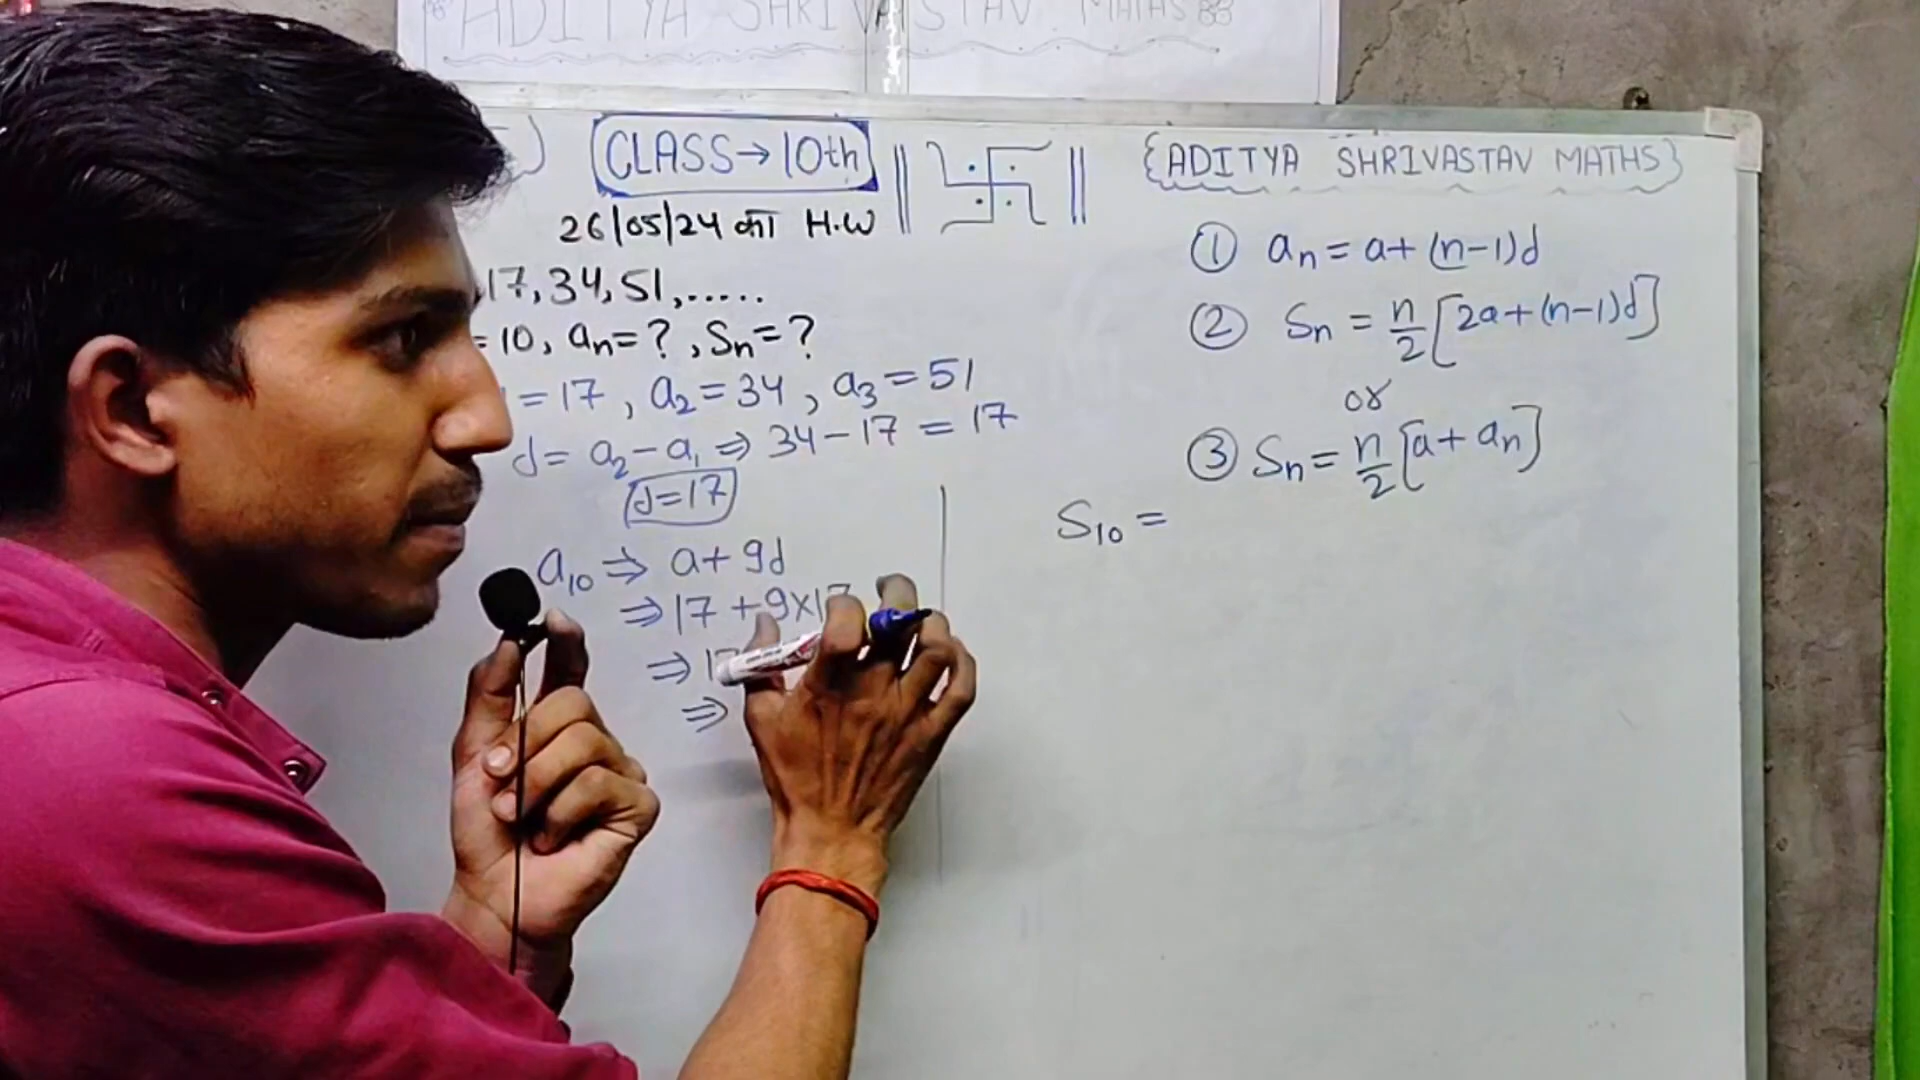 ADITYA SHRIVASTAV MATHS
CLASS→10th
{ADITYA SHRIVASTAV MATHS}
26/05/24 का H.W
17, 34, 51, .....
= 10, an = ?, Sn = ?
= 17, a2 = 34, a3 = 51
d = a2 - a1 ⇒ 34 - 17 = 17
d=17
a10 ⇒ a + 9d
⇒ 17 + 9×17
⇒
⇒
① an = a + (n-1)d
② Sn = n/2 [2a + (n-1)d]
or
③ Sn = n/2 [a + an]
S10 =